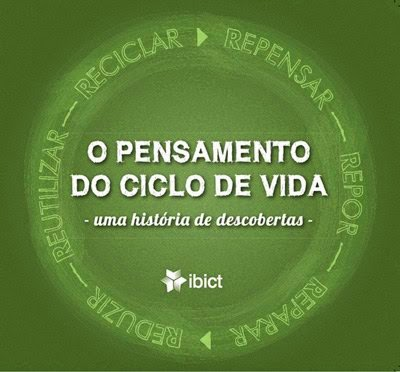 RECICLAR
REPENSAR
REPOR
REPARAR
REDUZIR
REUTILIZAR
O PENSAMENTO
DO CICLO DE VIDA
- uma história de descobertas -
ibict